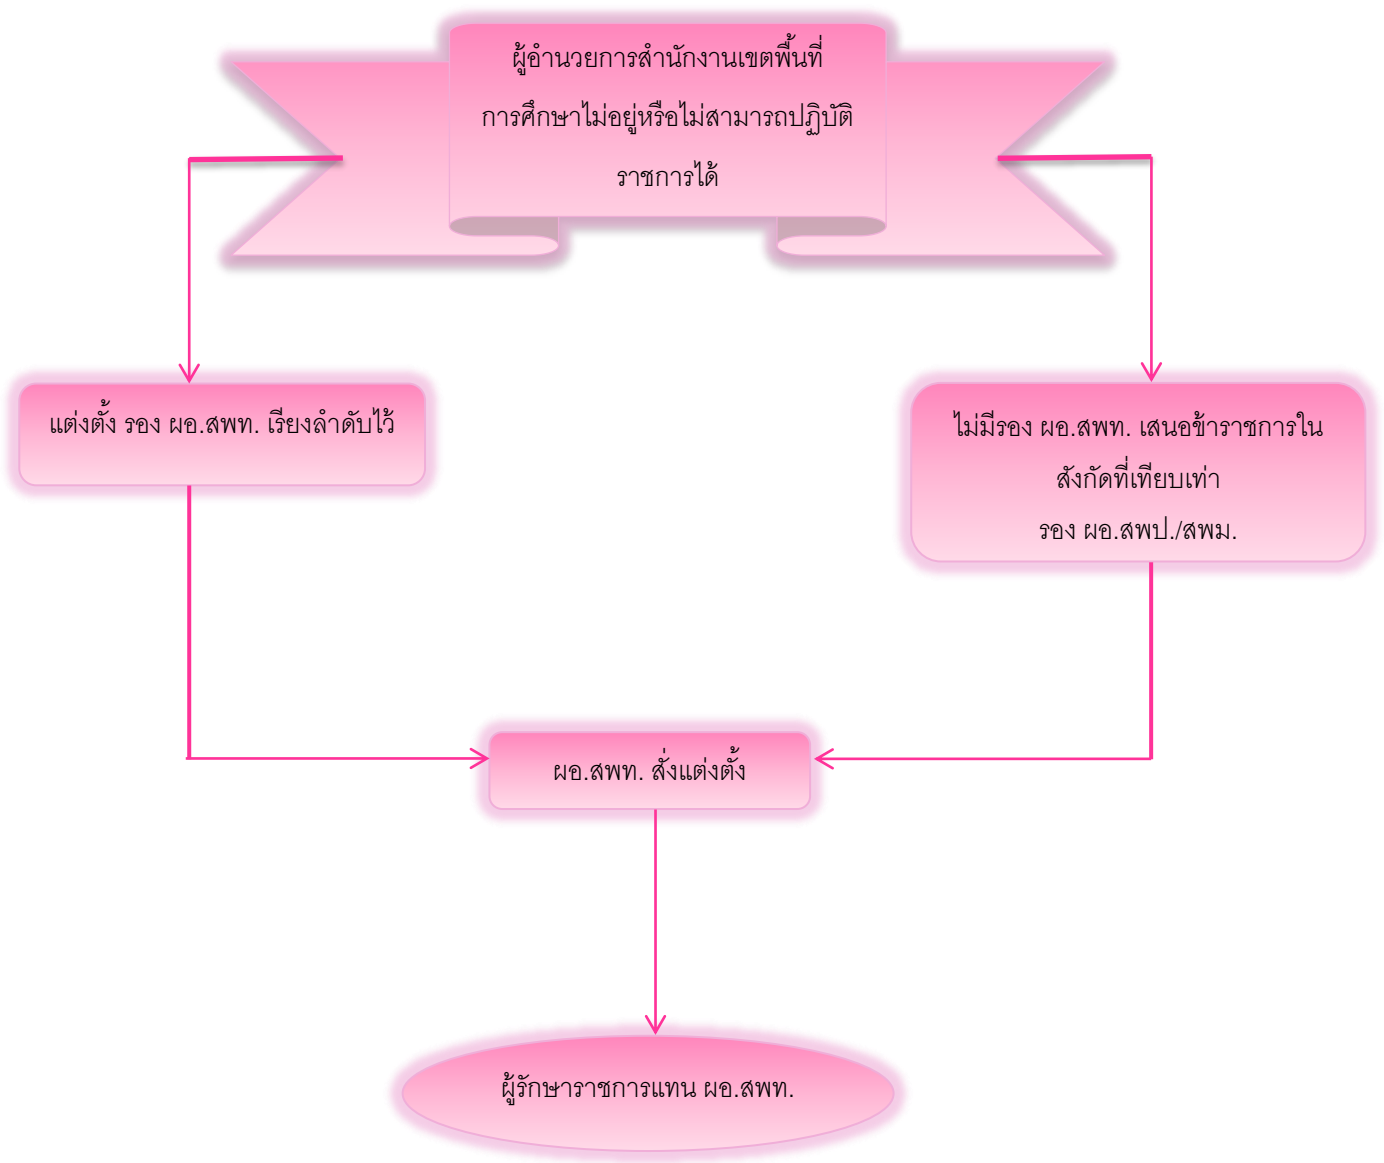 ผู้อำนวยการสำนักงานเขตพื้นที่
การศึกษาไม่อยู่หรือไม่สามารถปฏิบัติ
ราชการได้
แต่งตั้ง รอง ผอ.สพท. เรียงลำดับไว้
ไม่มีรอง ผอ.สพท. เสนอข้าราชการใน
สังกัดที่เทียบเท่า
รอง ผอ.สพป./สพม.
ผอ.สพท. สั่งแต่งตั้ง
ผู้รักษาราชการแทน ผอ.สพท.